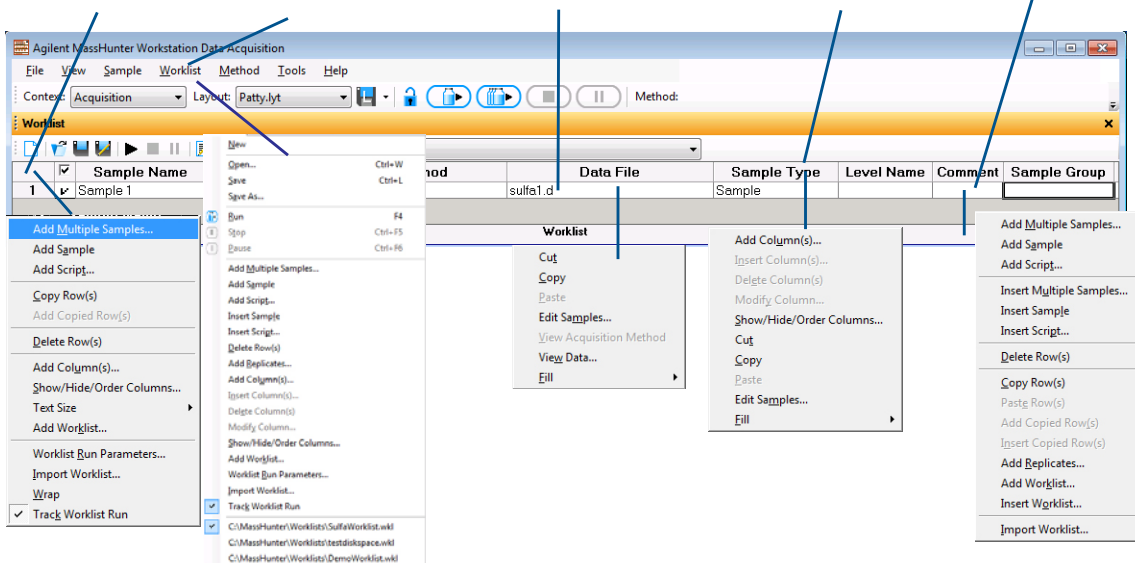 Agilent MassHunter Workstation Data Acquisition
File View Sample Worklist Method Tools Help
Context: Acquisition Layout: Patty.lyt Method:
Worklist
Sample Name Data File Sample Type Level Name Comment Sample Group
1 Sample 1 sulfa1.d Sample
Worklist
Add Multiple Samples...
Add Sample
Add Script...
Copy Row(s)
Add Copied Row(s)
Delete Row(s)
Add Column(s)...
Show/Hide/Order Columns...
Text Size
Add Worklist...
Worklist Run Parameters...
Import Worklist...
Wrap
Track Worklist Run
New
Open... Ctrl+W
Save Ctrl+L
Save As...
Run F4
Stop Ctrl+F5
Pause Ctrl+F6
Add Multiple Samples...
Add Sample
Add Script...
Insert Sample
Insert Script...
Delete Row(s)
Add Replicates...
Add Column(s)...
Insert Column(s)...
Delete Column(s)
Modify Column...
Show/Hide/Order Columns...
Add Worklist...
Worklist Run Parameters...
Import Worklist...
Track Worklist Run
C:\MassHunter\Worklists\SulfaWorklist.wkl
C:\MassHunter\Worklists\testdiskspace.wkl
C:\MassHunter\Worklists\DemoWorklist.wkl
Cut
Copy
Paste
Edit Samples...
View Acquisition Method
View Data...
Fill
Add Column(s)...
Insert Column(s)...
Delete Column(s)
Modify Column...
Show/Hide/Order Columns...
Cut
Copy
Paste
Edit Samples...
Fill
Add Multiple Samples...
Add Sample
Add Script...
Insert Multiple Samples...
Insert Sample
Insert Script...
Delete Row(s)
Copy Row(s)
Paste Row(s)
Add Copied Row(s)
Insert Copied Row(s)
Add Replicates...
Add Worklist...
Insert Worklist...
Import Worklist...